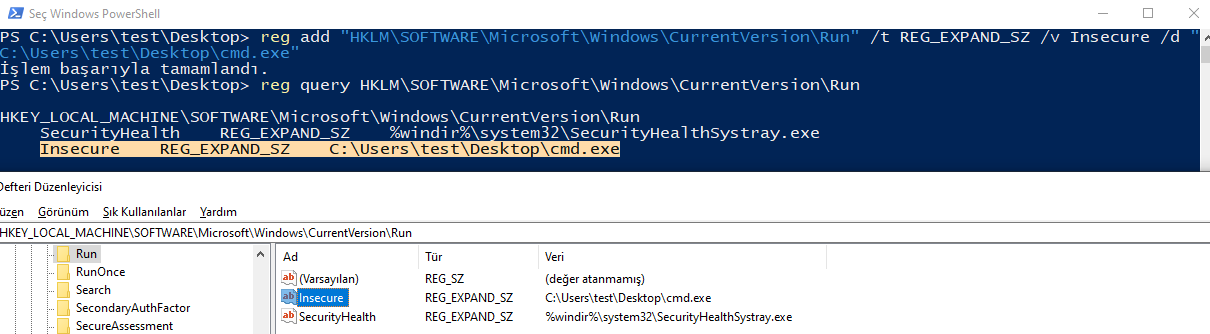 Seç Windows PowerShell
PS C:\Users\test\Desktop> reg add "HKLM\SOFTWARE\Microsoft\Windows\CurrentVersion\Run" /t REG_EXPAND_SZ /v Insecure /d "
C:\Users\test\Desktop\cmd.exe"
İşlem başarıyla tamamlandı.
PS C:\Users\test\Desktop> reg query HKLM\SOFTWARE\Microsoft\Windows\CurrentVersion\Run
HKEY_LOCAL_MACHINE\SOFTWARE\Microsoft\Windows\CurrentVersion\Run
SecurityHealth REG_EXPAND_SZ %windir%\system32\SecurityHealthSystray.exe
Insecure REG_EXPAND_SZ C:\Users\test\Desktop\cmd.exe
Defteri Düzenleyicisi
üzen Görünüm Sık Kullanılanlar Yardım
HKEY_LOCAL_MACHINE\SOFTWARE\Microsoft\Windows\CurrentVersion\Run
Run
RunOnce
Search
SecondaryAuthFactor
SecureAssessment
Ad Tür Veri
(Varsayılan) REG_SZ (değer atanmamış)
Insecure REG_EXPAND_SZ C:\Users\test\Desktop\cmd.exe
SecurityHealth REG_EXPAND_SZ %windir%\system32\SecurityHealthSystray.exe